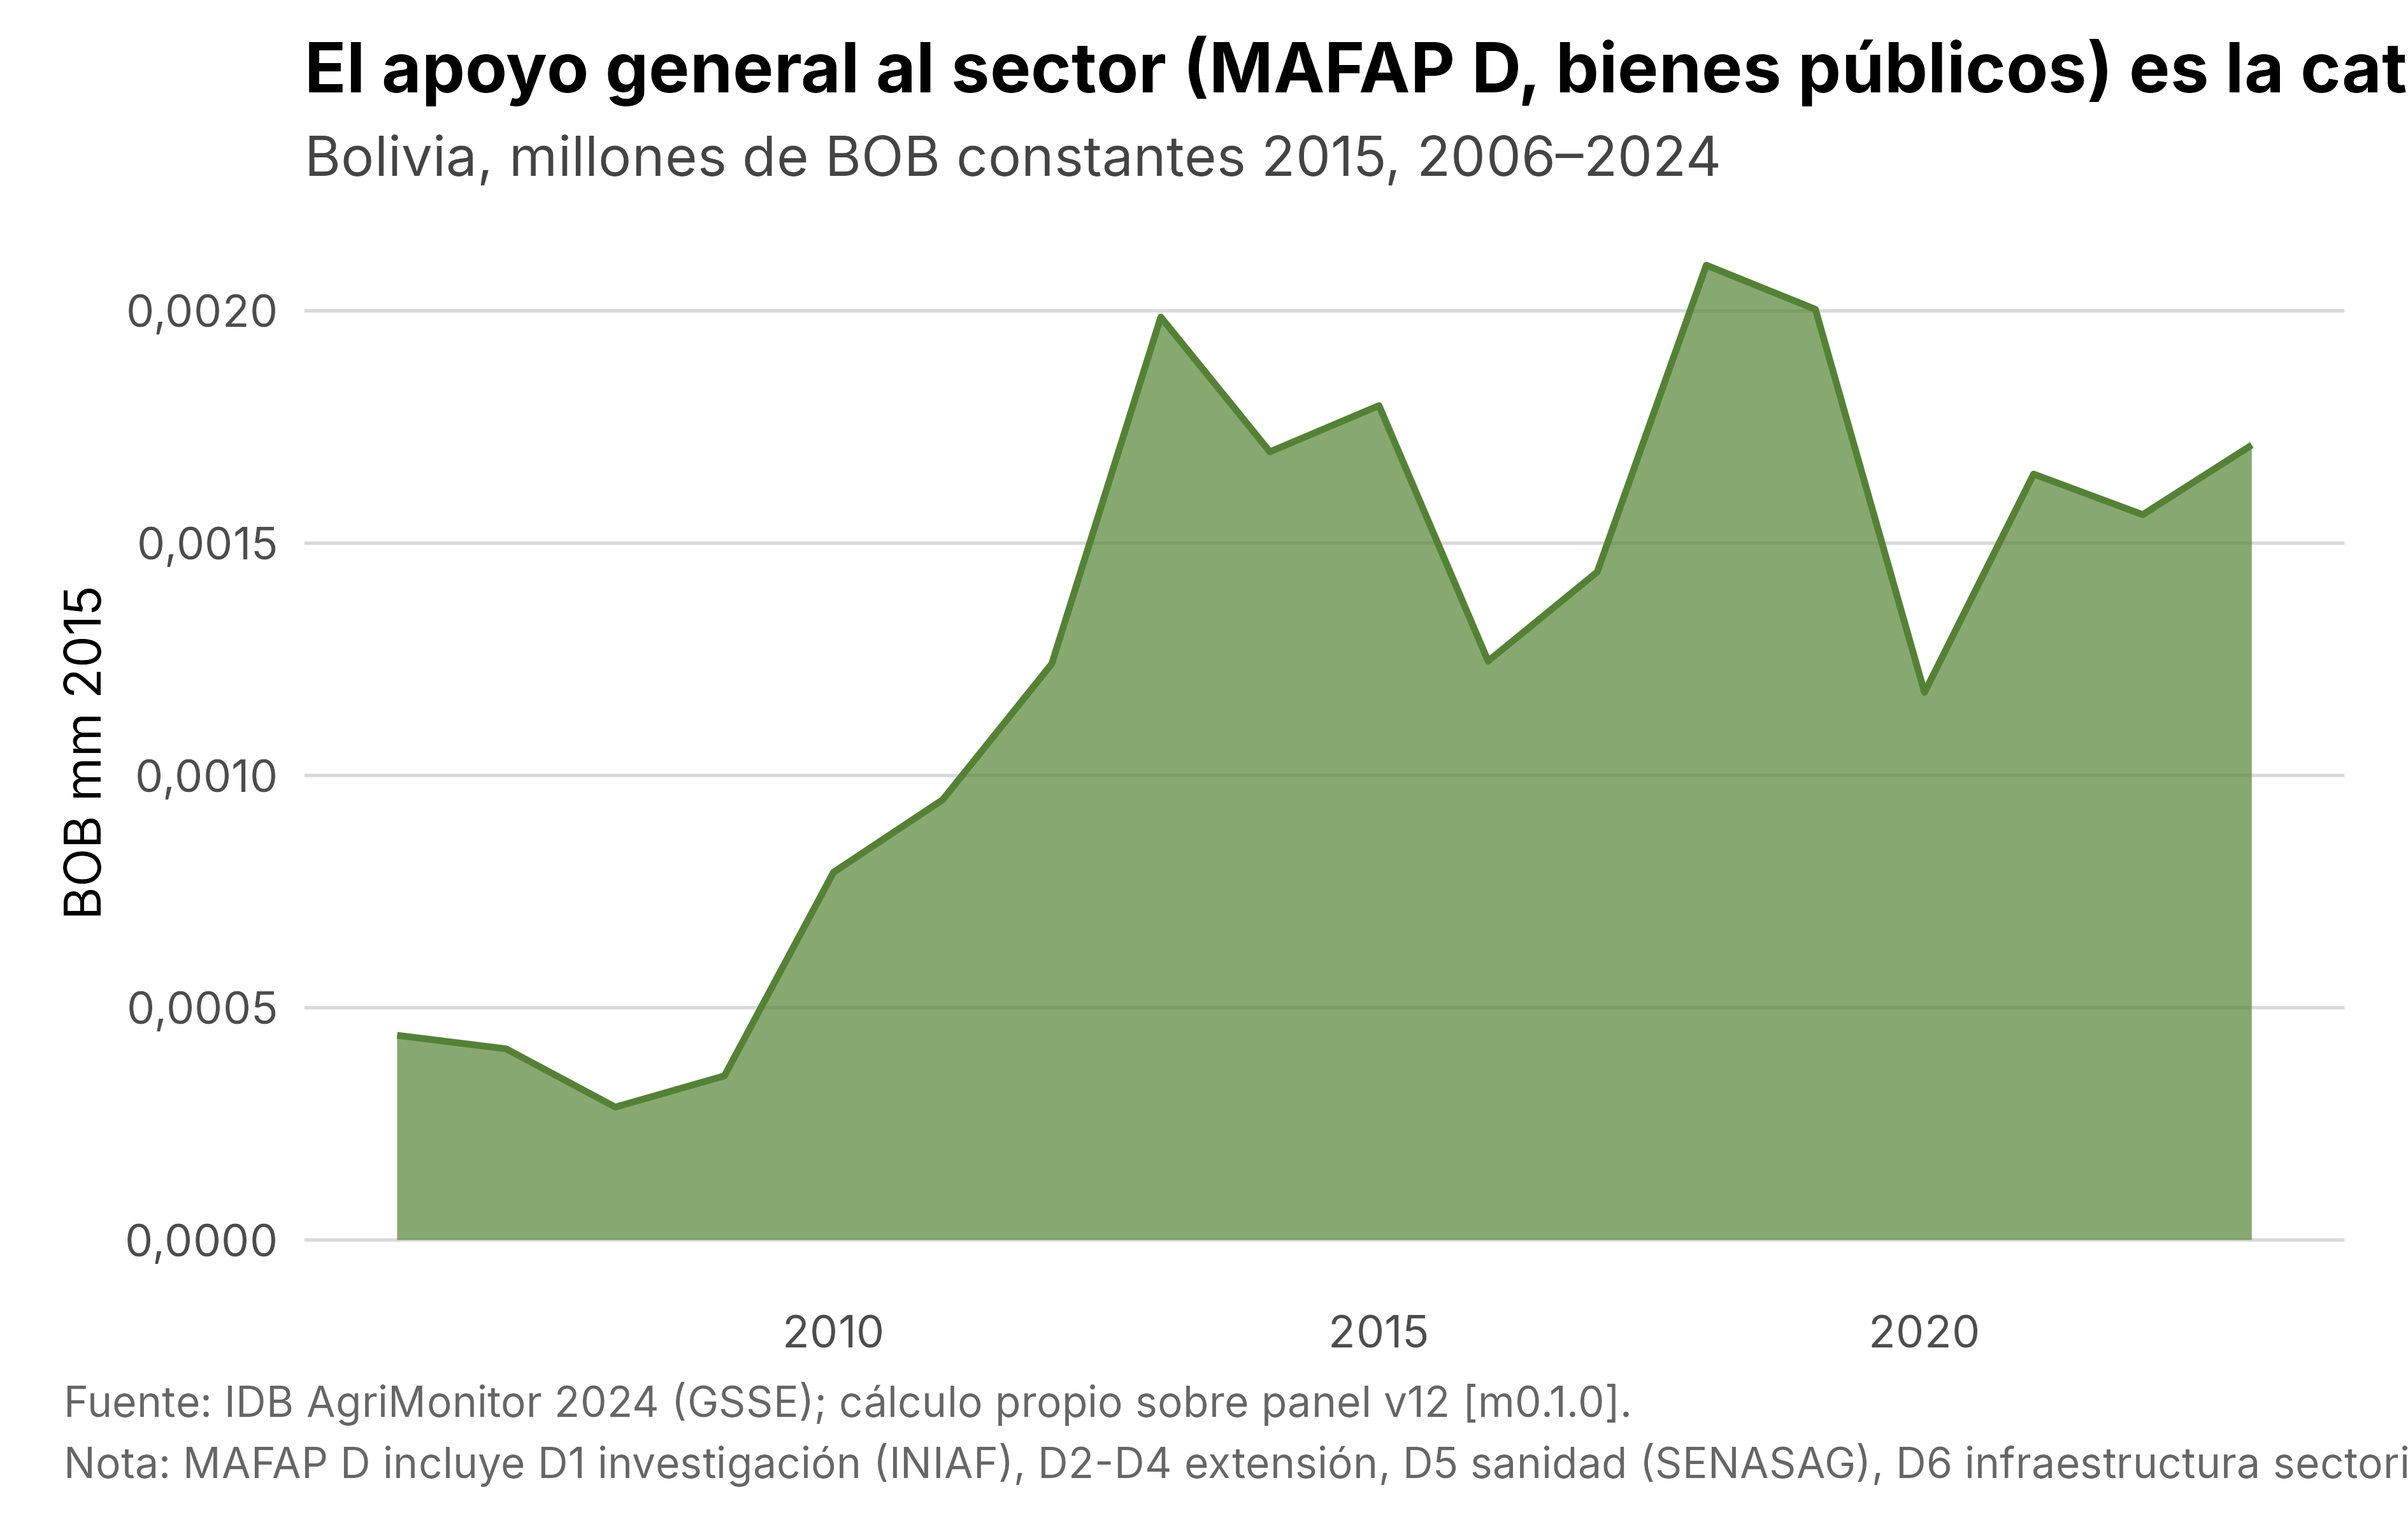 El apoyo general al sector (MAFAP D, bienes públicos) es la cat
Bolivia, millones de BOB constantes 2015, 2006–2024
BOB mm 2015
0,0020
0,0015
0,0010
0,0005
0,0000
2010 2015 2020
Fuente: IDB AgriMonitor 2024 (GSSE); cálculo propio sobre panel v12 [m0.1.0].
Nota: MAFAP D incluye D1 investigación (INIAF), D2-D4 extensión, D5 sanidad (SENASAG), D6 infraestructura sectori